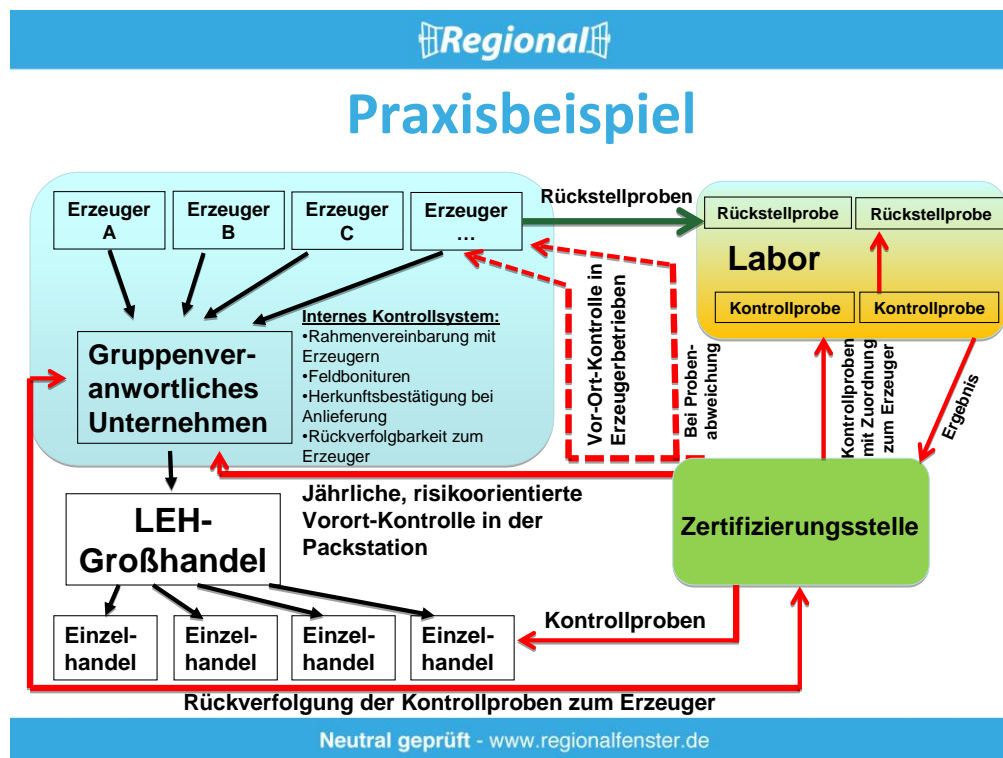 Regional
Praxisbeispiel
Erzeuger
A
Erzeuger
B
Erzeuger
C
Erzeuger
...
Rückstellproben
Rückstellprobe
Rückstellprobe
Labor
Kontrollprobe
Kontrollprobe
Internes Kontrollsystem:
•Rahmenvereinbarung mit
Erzeugern
•Feldbonituren
•Herkunftsbestätigung bei
Anlieferung
•Rückverfolgbarkeit zum
Erzeuger
Gruppenver-
anwortliches
Unternehmen
Vor-Ort-Kontrolle in
Erzeugerbetrieben
Bei Proben-
abweichung
Kontrollproben
mit Zuordnung
zum Erzeuger
Ergebnis
Jährliche, risikoorientierte
Vorort-Kontrolle in der
Packstation
Zertifizierungsstelle
LEH-
Großhandel
Einzel-
handel
Einzel-
handel
Einzel-
handel
Einzel-
handel
Kontrollproben
Rückverfolgung der Kontrollproben zum Erzeuger
Neutral geprüft - www.regionalfenster.de